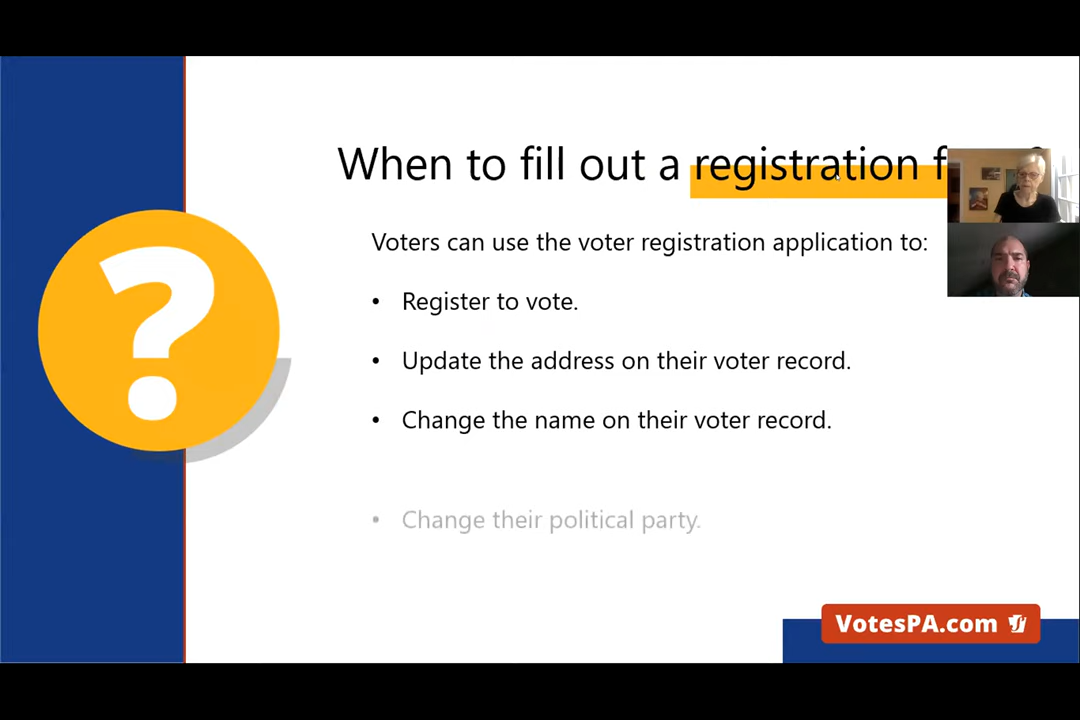 When to fill out a registration f
Voters can use the voter registration application to:
• Register to vote.
• Update the address on their voter record.
• Change the name on their voter record.
• Change their political party.
VotesPA.com
?